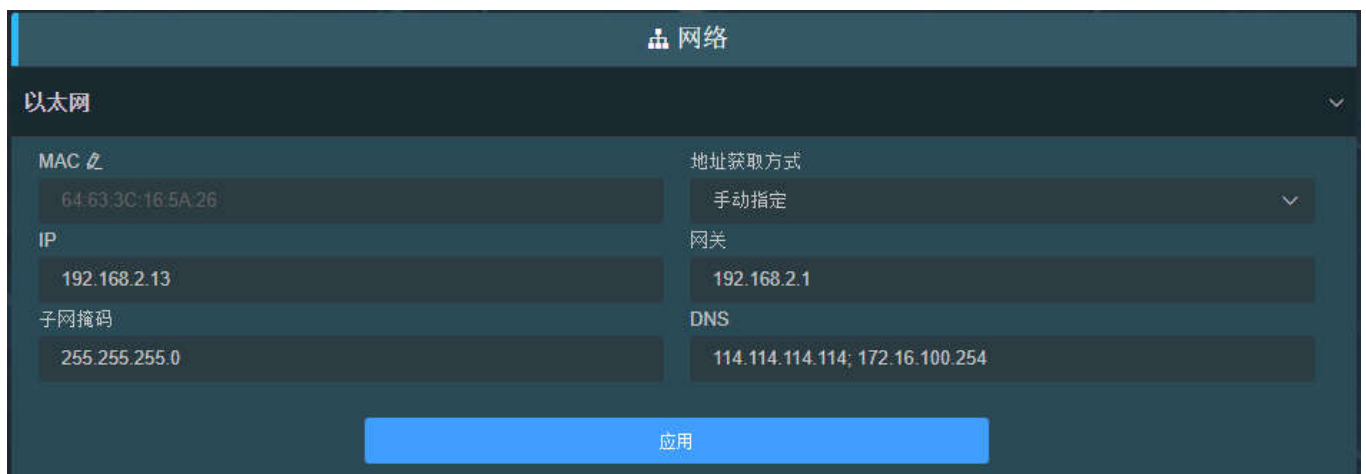 网络
以太网
MAC
地址获取方式
64:63:3C:16:5A:26
手动指定
IP
网关
192.168.2.13
192.168.2.1
子网掩码
DNS
255.255.255.0
114.114.114.114; 172.16.100.254
应用